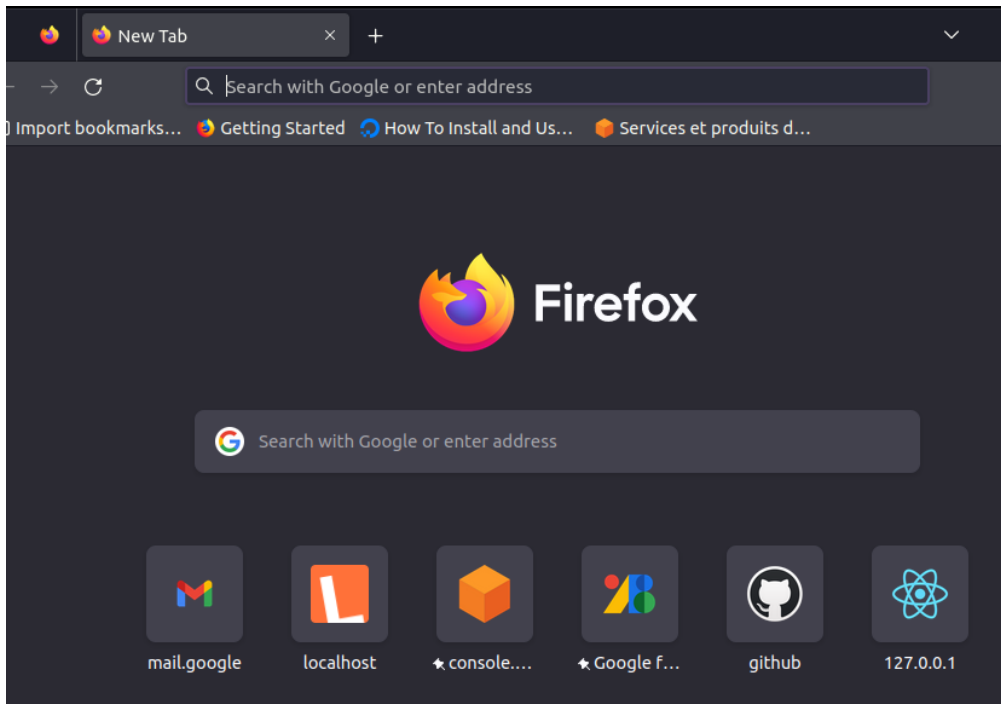 New Tab
Search with Google or enter address
Import bookmarks... Getting Started How To Install and Us... Services et produits d...
Firefox
Search with Google or enter address
mail.google localhost console.... Google f... github 127.0.0.1